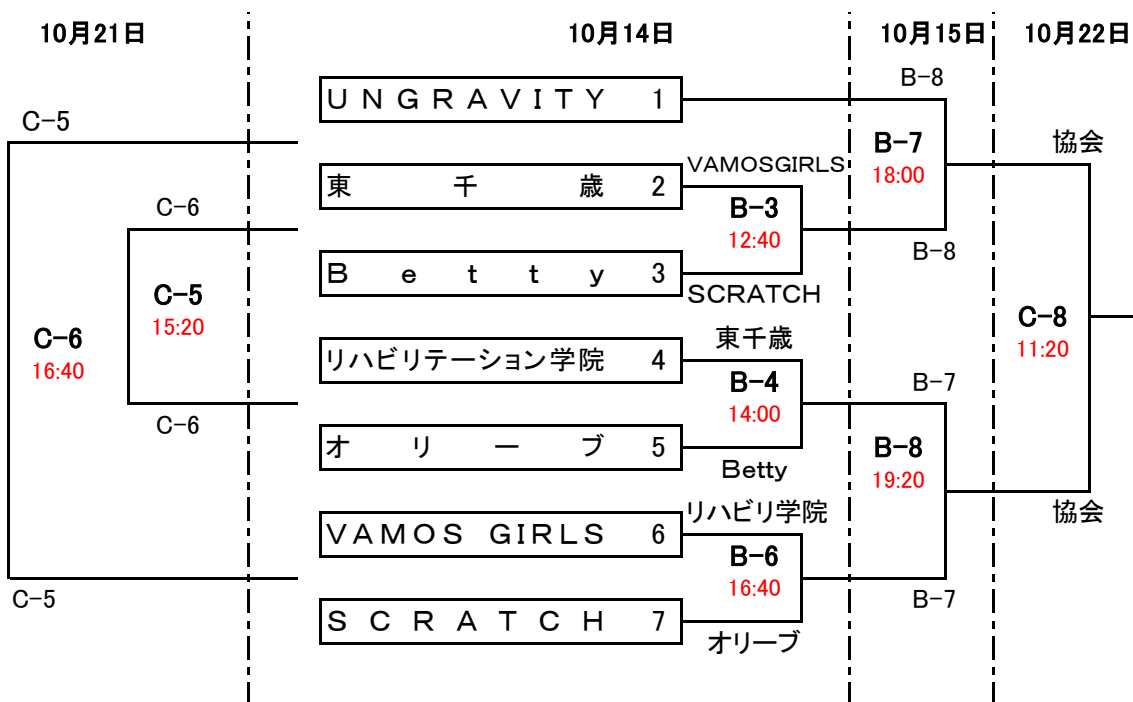 10月21日 10月14日 10月15日 10月22日
B-8
UNGRAVITY 1
C-5
B-7
協会
VAMOSGIRLS
18:00
東千歳 2
C-6
B-3
12:40
B-8
Betty 3
C-5
SCRATCH
15:20
C-8
C-6
東千歳
11:20
16:40
リハビリテーション学院 4
B-4
B-7
14:00
C-6
オリーブ 5
B-8
Betty
19:20
リハビリ学院
協会
VAMOS GIRLS 6
B-6
16:40
C-5
B-7
SCRATCH 7
オリーブ